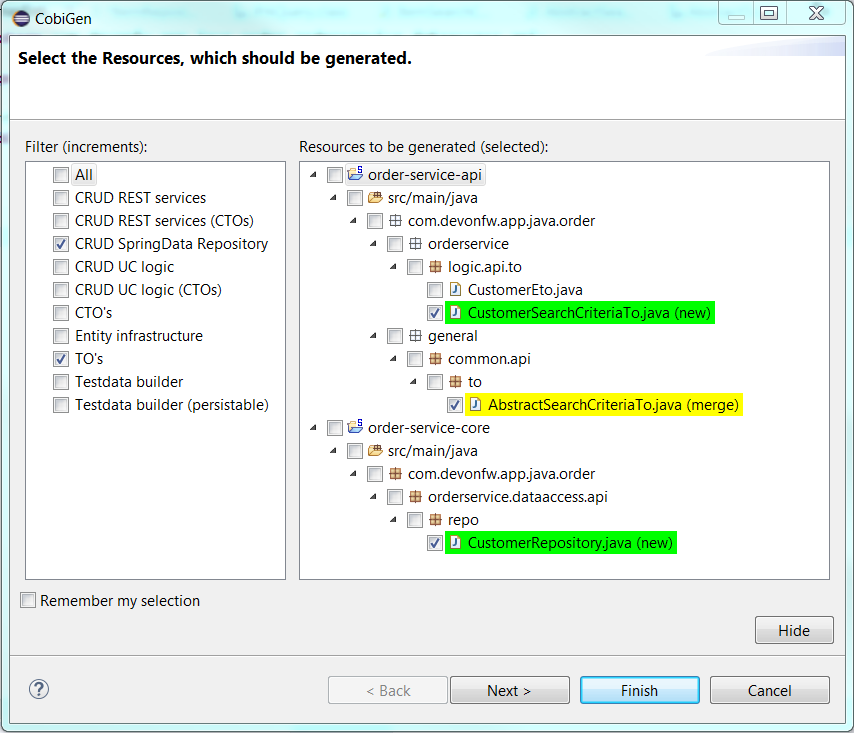 CobiGen
Select the Resources, which should be generated.
Filter (increments):
All
CRUD REST services
CRUD REST services (CTOs)
CRUD SpringData Repository
CRUD UC logic
CRUD UC logic (CTOs)
CTO's
Entity infrastructure
TO's
Testdata builder
Testdata builder (persistable)
Resources to be generated (selected):
order-service-api
src/main/java
com.devonfw.app.java.order
orderservice
logic.api.to
CustomerEto.java
CustomerSearchCriteriaTo.java (new)
general
common.api
to
AbstractSearchCriteriaTo.java (merge)
order-service-core
src/main/java
com.devonfw.app.java.order
orderservice.dataaccess.api
repo
CustomerRepository.java (new)
Remember my selection
Hide
?
< Back
Next >
Finish
Cancel